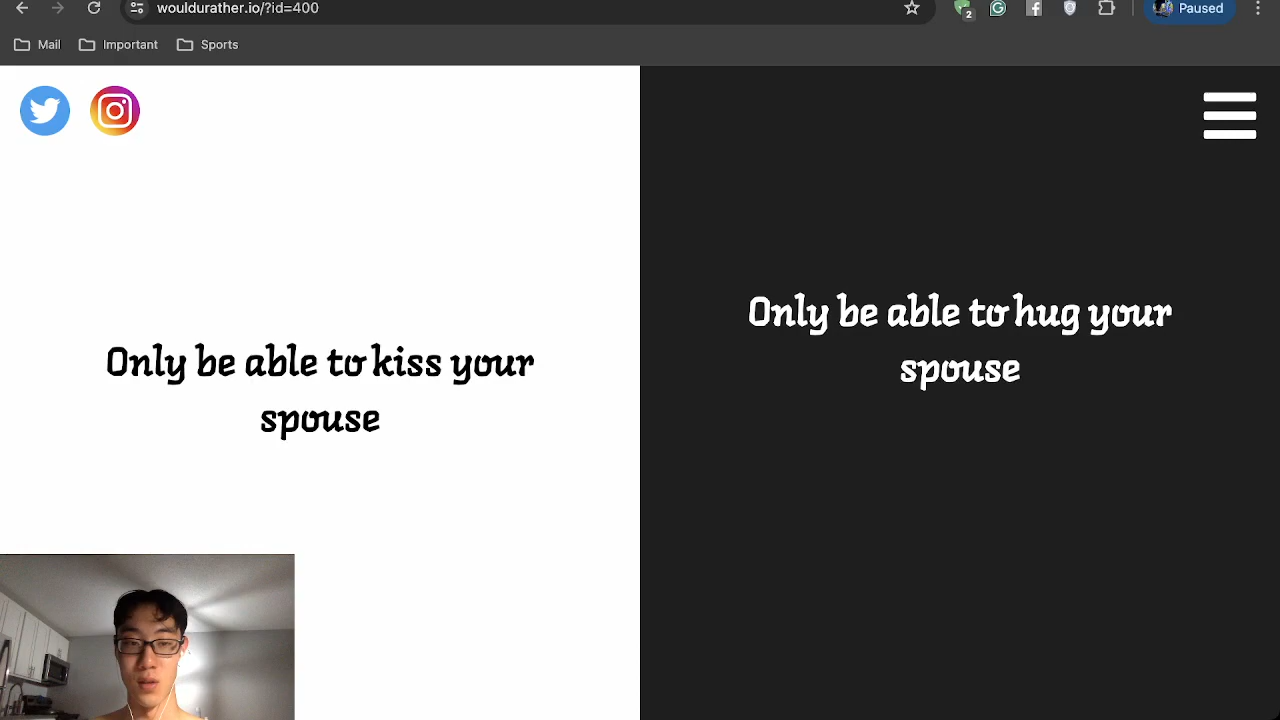 wouldurather.io/?id=400
2
Paused
Mail
Important
Sports
Only be able to kiss your
spouse
Only be able to hug your
spouse